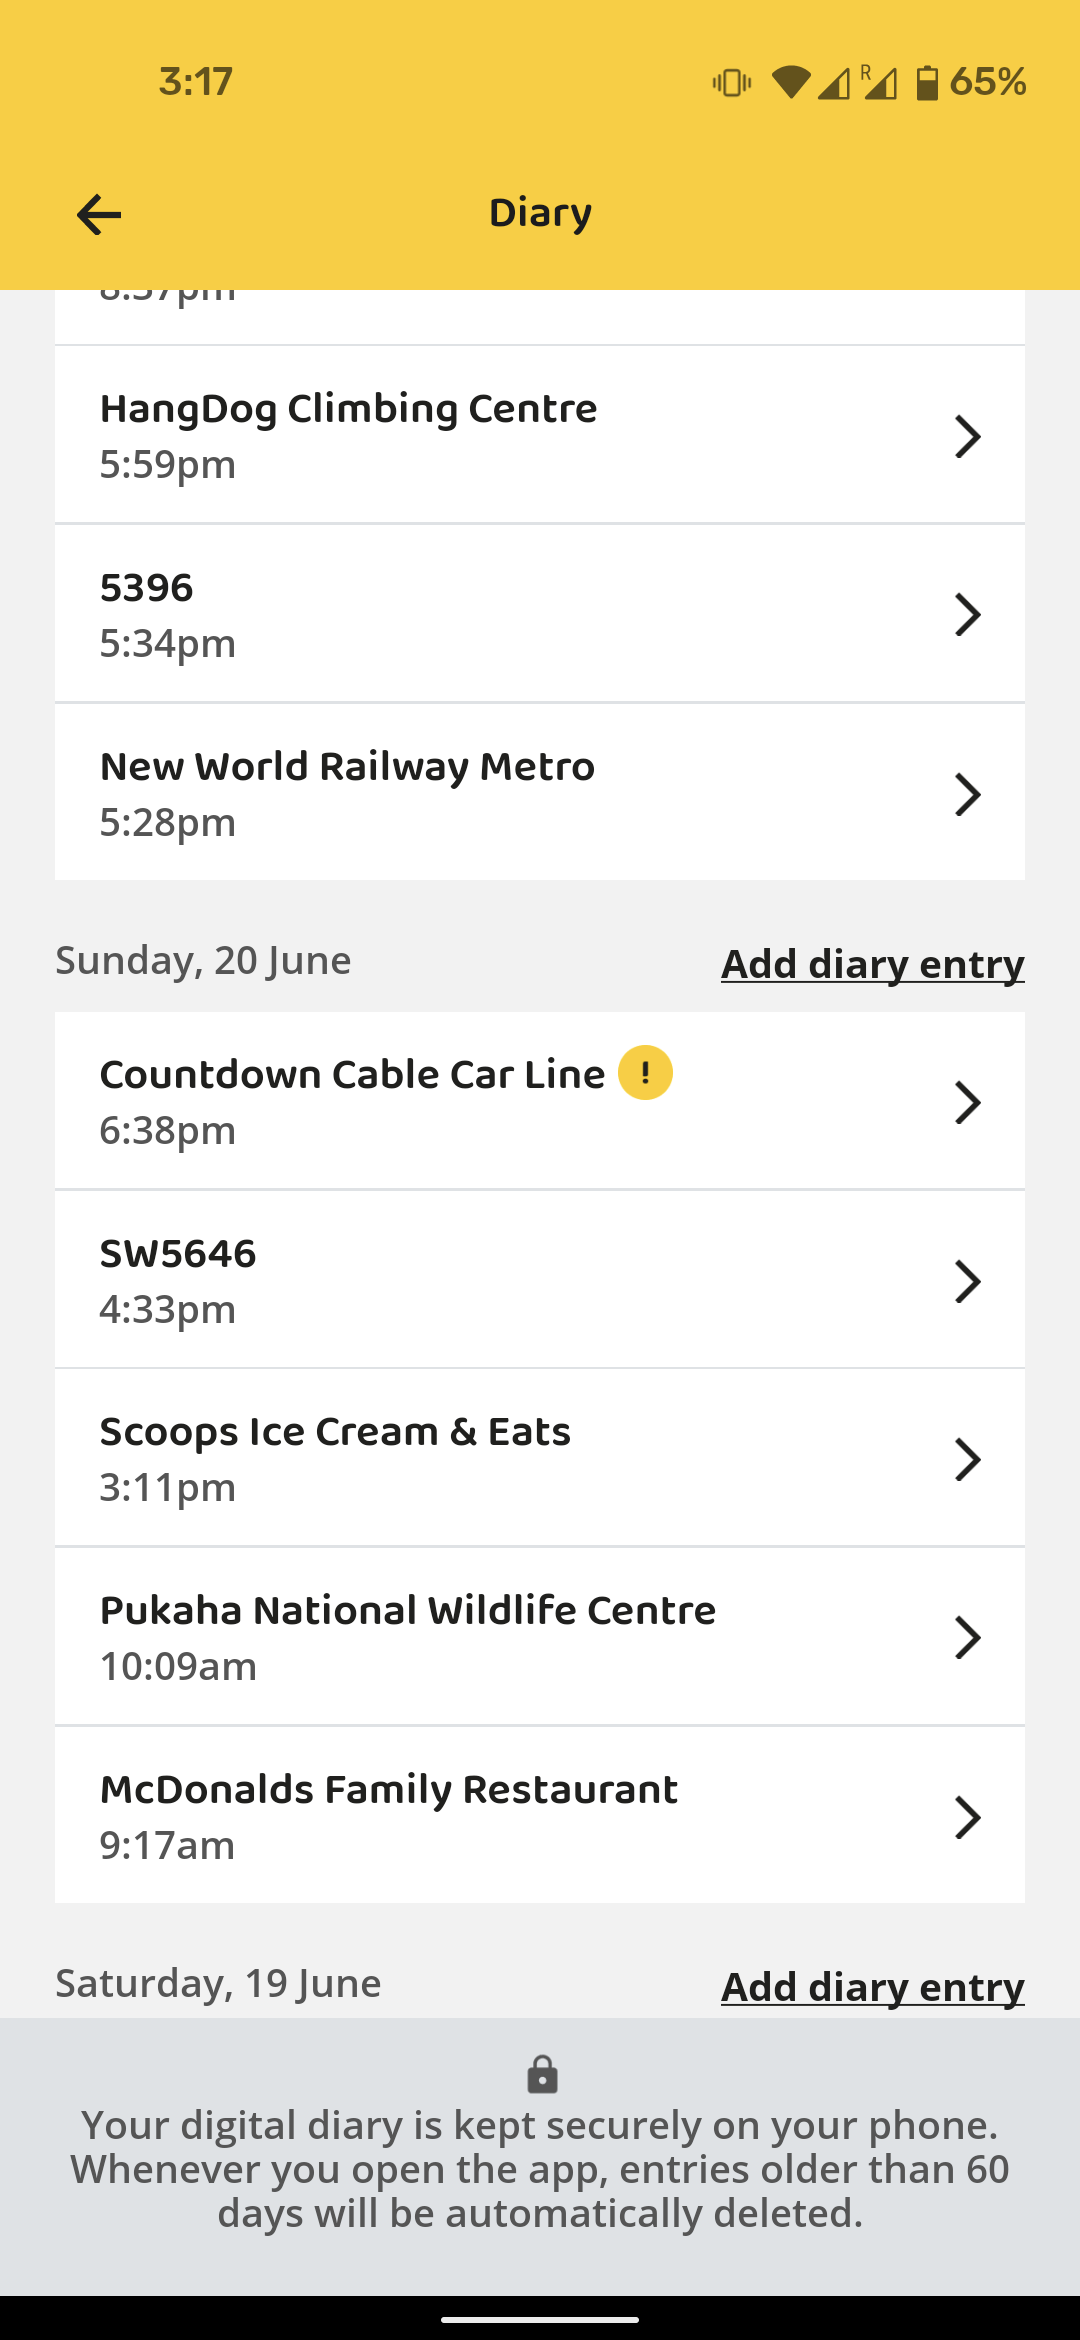 3:17
R
65%
Diary
HangDog Climbing Centre
5:59pm
5396
5:34pm
New World Railway Metro
5:28pm
Sunday, 20 June
Add diary entry
Countdown Cable Car Line !
6:38pm
SW5646
4:33pm
Scoops Ice Cream & Eats
3:11pm
Pukaha National Wildlife Centre
10:09am
McDonalds Family Restaurant
9:17am
Saturday, 19 June
Add diary entry
Your digital diary is kept securely on your phone.
Whenever you open the app, entries older than 60
days will be automatically deleted.